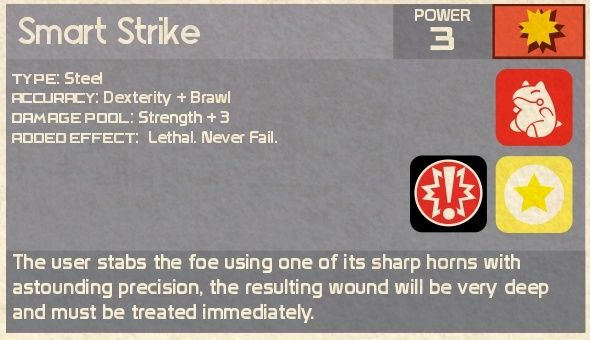 Smart Strike
POWER
3
TYPE: Steel
ACCURACY: Dexterity + Brawl
DAMAGE POOL: Strength + 3
ADDED EFFECT: Lethal. Never Fail.
The user stabs the foe using one of its sharp horns with
astounding precision, the resulting wound will be very deep
and must be treated immediately.